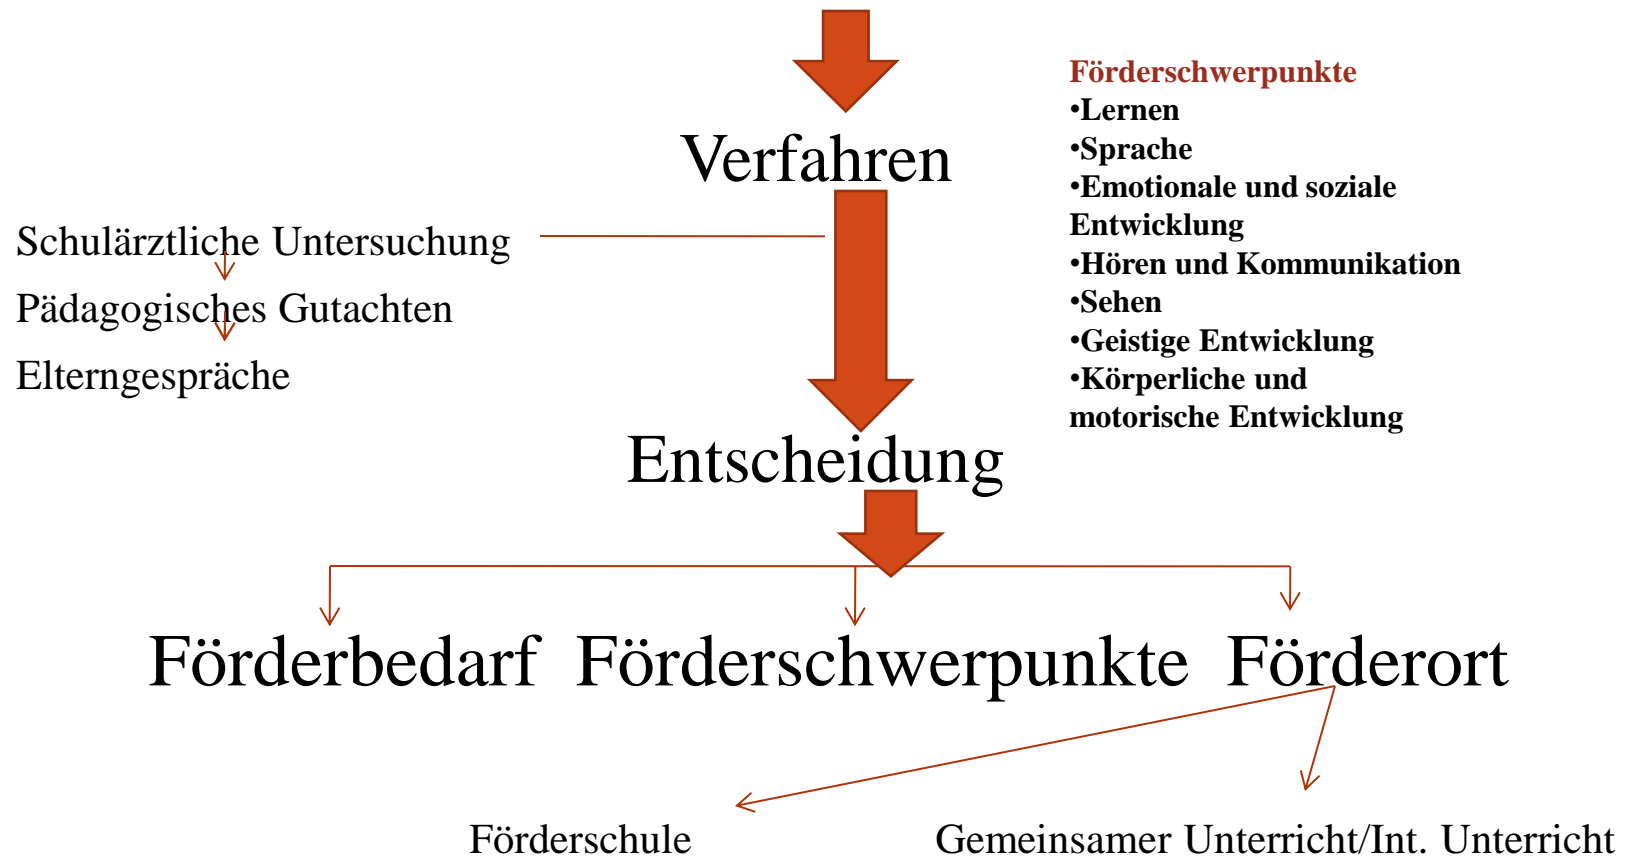 Verfahren
Schulärztliche Untersuchung
Pädagogisches Gutachten
Elterngespräche
Förderschwerpunkte
•Lernen
•Sprache
•Emotionale und soziale
Entwicklung
•Hören und Kommunikation
•Sehen
•Geistige Entwicklung
•Körperliche und
motorische Entwicklung
Entscheidung
Förderbedarf Förderschwerpunkte Förderort
Förderschule Gemeinsamer Unterricht/Int. Unterricht